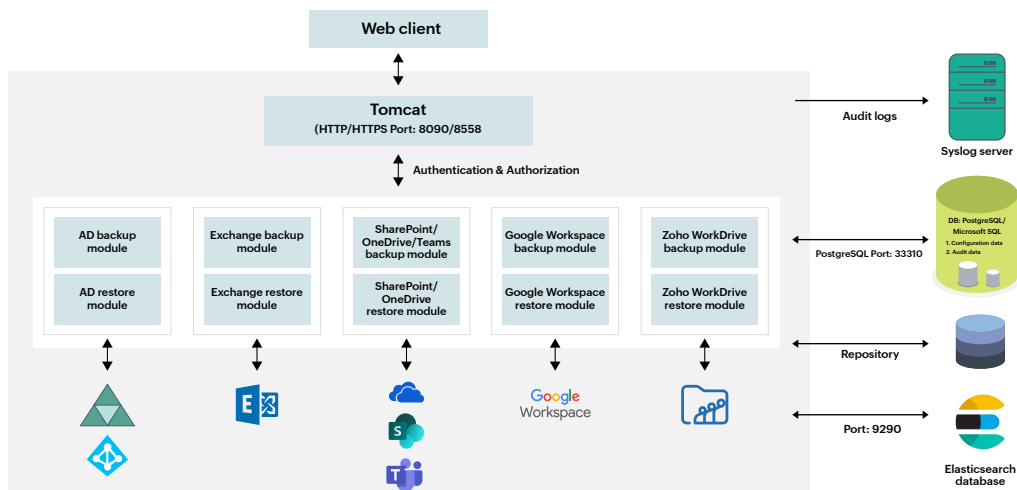 Web client
Tomcat
(HTTP/HTTPS Port: 8090/8558
Authentication & Authorization
AD backup
module
AD restore
module
Exchange backup
module
Exchange restore
module
SharePoint/
OneDrive/Teams
backup module
SharePoint/
OneDrive
restore module
Google Workspace
backup module
Google Workspace
restore module
Zoho WorkDrive
backup module
Zoho WorkDrive
restore module
E
S
T
Google
Workspace
Audit logs
Syslog server
PostgreSQL Port: 33310
DB: PostgreSQL/
Microsoft SQL
1. Configuration data
2. Audit data
Repository
Port: 9290
Elasticsearch
database